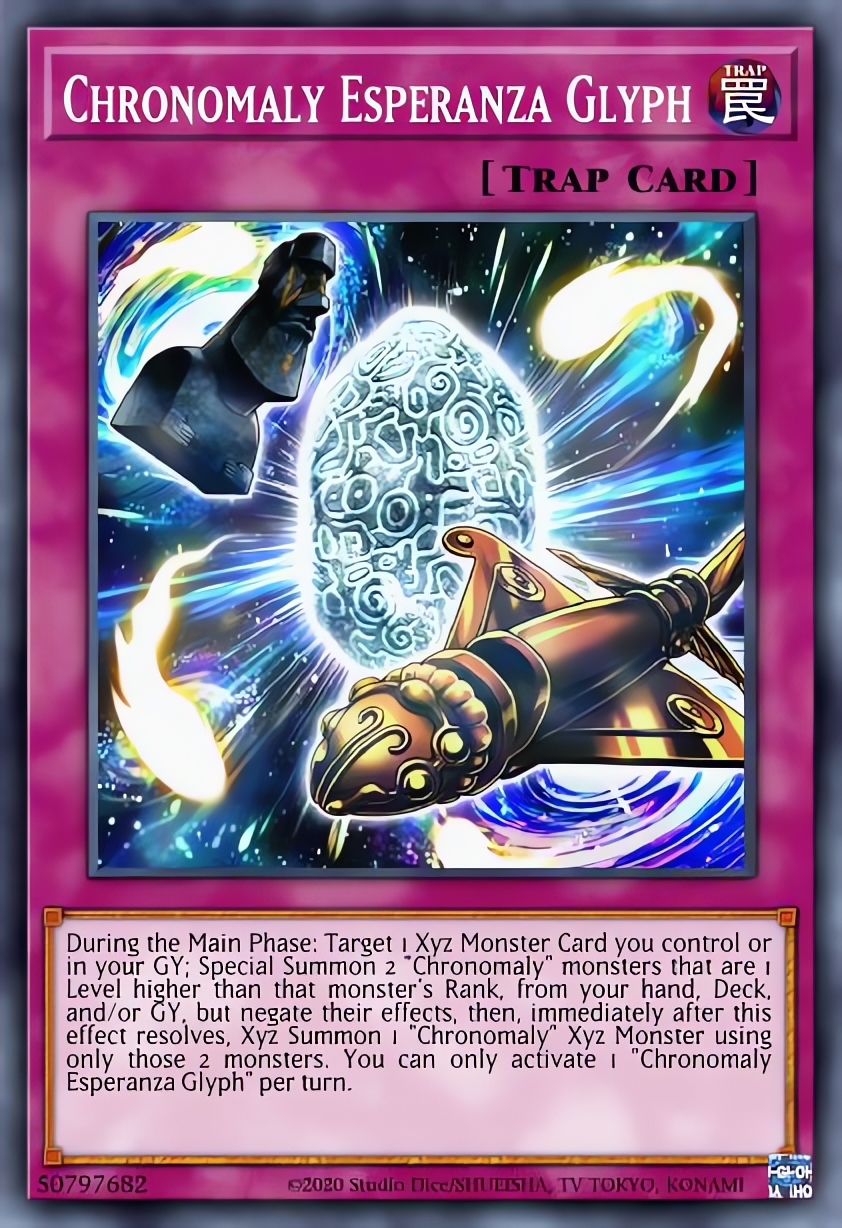 CHRONOMALY ESPERANZA GLYPH
TRAP
罠
[TRAP CARD]
During the Main Phase: Target 1 Xyz Monster Card you control or
in your GY; Special Summon 2 "Chronomaly" monsters that are 1
Level higher than that monster's Rank, from your hand, Deck,
and/or GY, but negate their effects, then, immediately after this
effect resolves, Xyz Summon 1 "Chronomaly" Xyz Monster using
only those 2 monsters. You can only activate 1 "Chronomaly
Esperanza Glyph" per turn.
50797682
©2020 Studio Dice/SHUEISHA, TV TOKYO, KONAMI